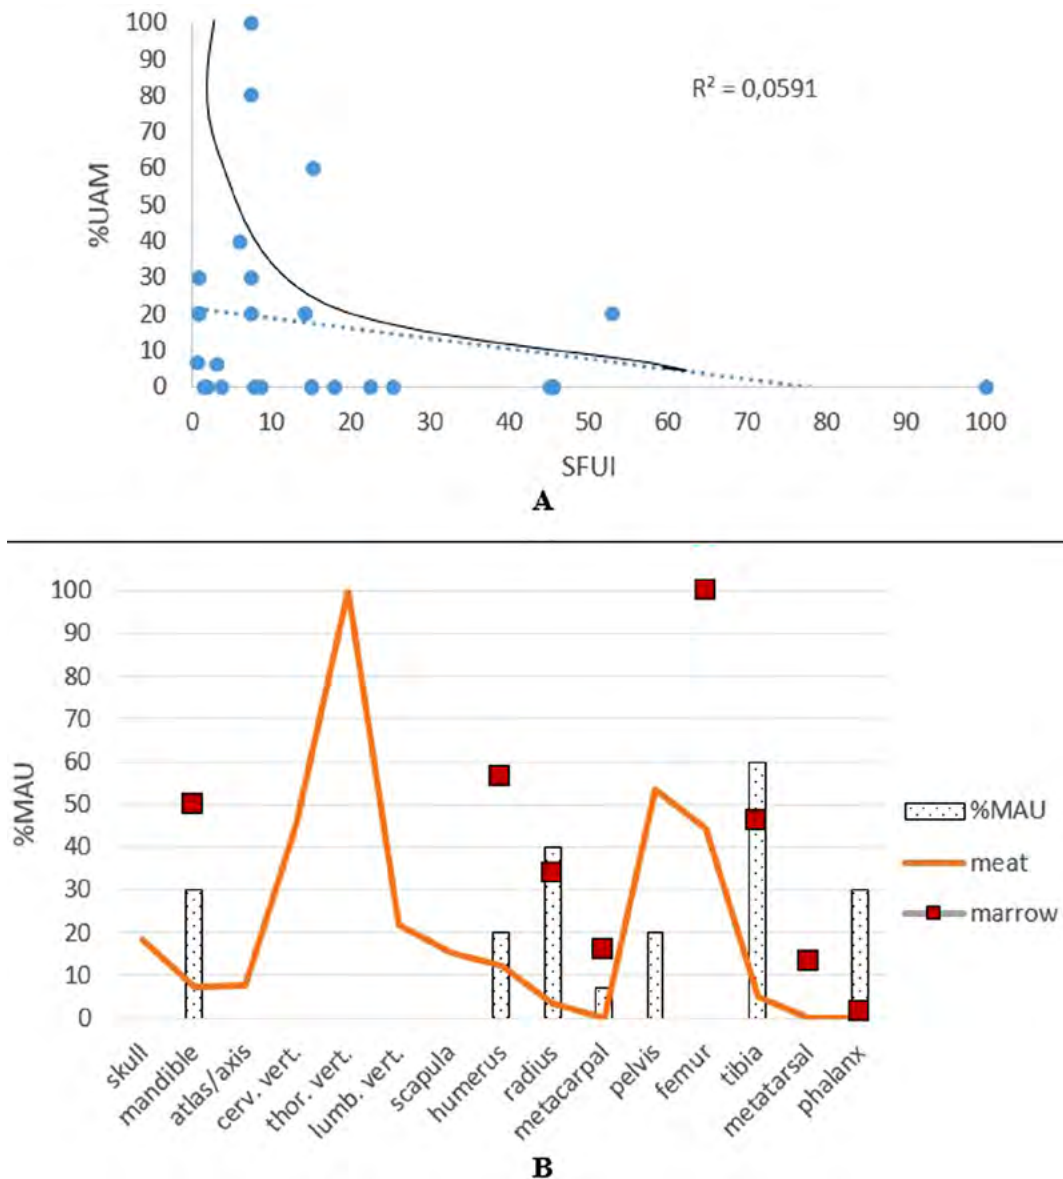 100
90
80
70
60
50
40
30
20
10
0
%UAM
R² = 0,0591
0 10 20 30 40 50 60 70 80 90 100
SFUI
A
100
90
80
70
60
50
40
30
20
10
0
%MAU
skull
mandible
atlas/axis
cerv. vert.
thor. vert.
lumb. vert.
scapula
humerus
radius
metacarpal
pelvis
femur
tibia
metatarsal
phalanx
%MAU
meat
marrow
B